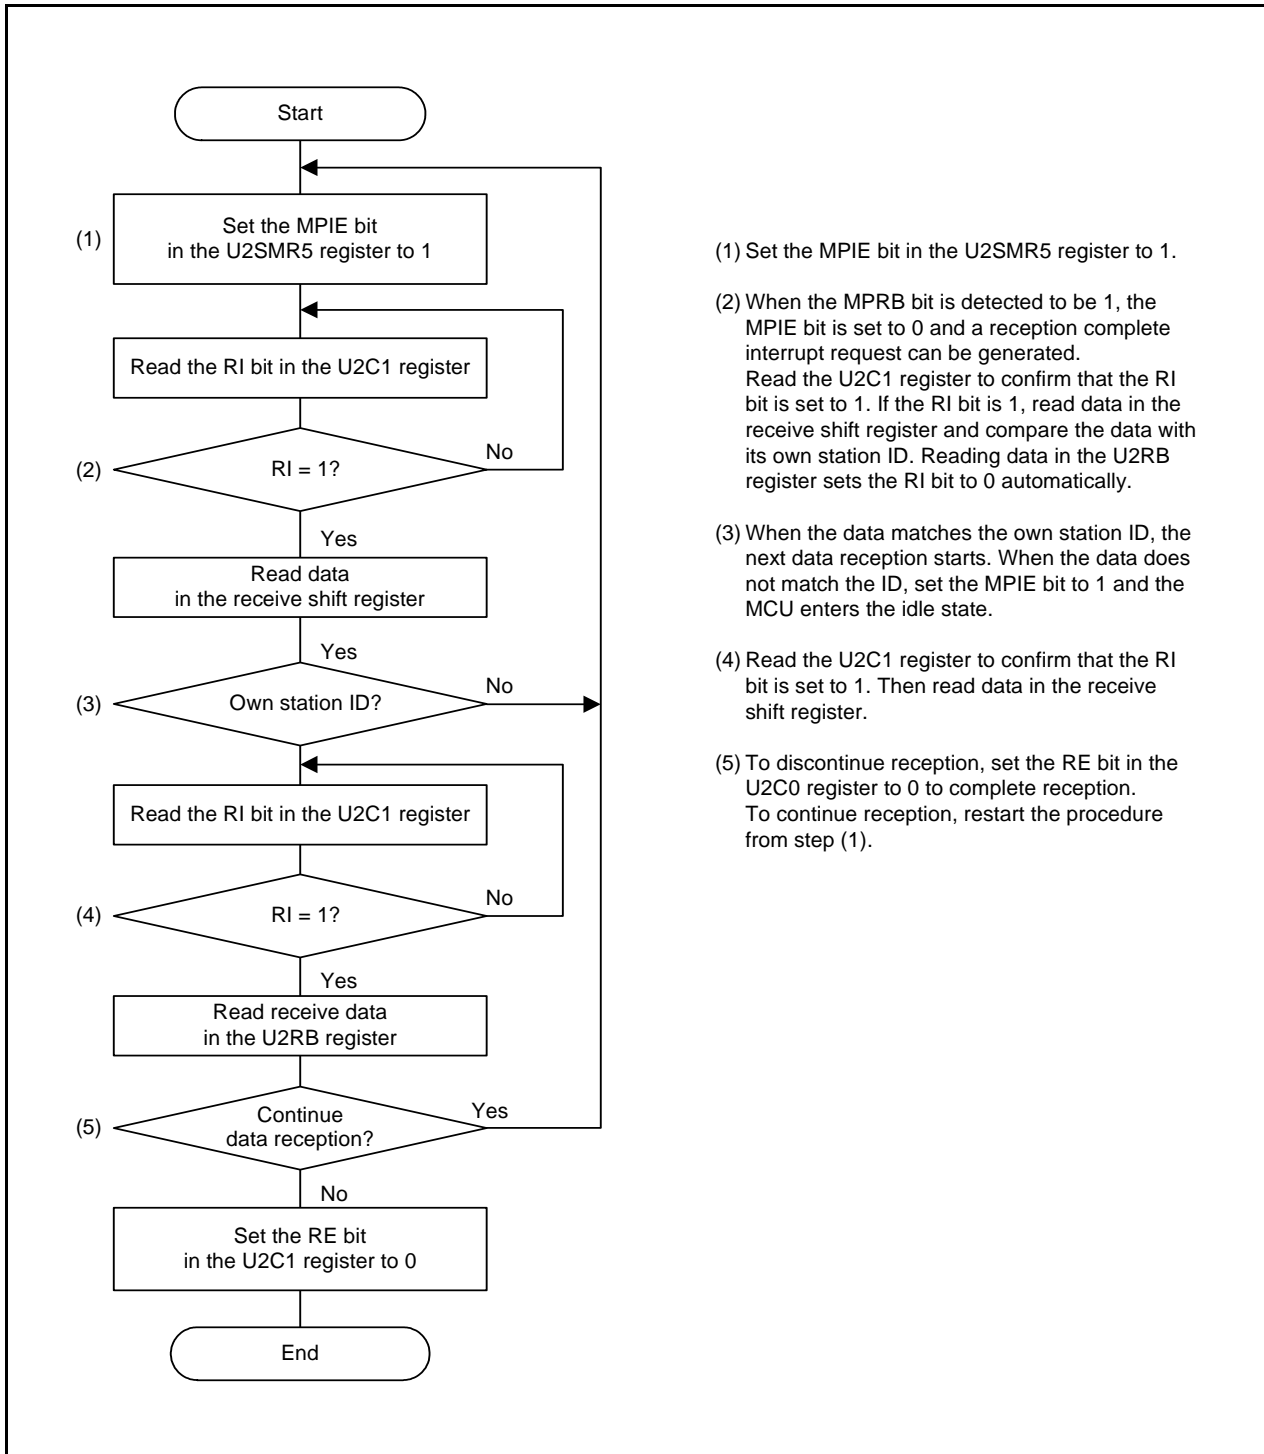 Start
(1)
Set the MPIE bit
in the U2SMR5 register to 1
Read the RI bit in the U2C1 register
(2)
RI = 1?
No
Yes
Read data
in the receive shift register
Yes
(3)
Own station ID?
No
Read the RI bit in the U2C1 register
(4)
RI = 1?
No
Yes
Read receive data
in the U2RB register
(5)
Continue
data reception?
Yes
No
Set the RE bit
in the U2C1 register to 0
End
(1) Set the MPIE bit in the U2SMR5 register to 1.
(2) When the MPRB bit is detected to be 1, the
MPIE bit is set to 0 and a reception complete
interrupt request can be generated.
Read the U2C1 register to confirm that the RI
bit is set to 1. If the RI bit is 1, read data in the
receive shift register and compare the data with
its own station ID. Reading data in the U2RB
register sets the RI bit to 0 automatically.
(3) When the data matches the own station ID, the
next data reception starts. When the data does
not match the ID, set the MPIE bit to 1 and the
MCU enters the idle state.
(4) Read the U2C1 register to confirm that the RI
bit is set to 1. Then read data in the receive
shift register.
(5) To discontinue reception, set the RE bit in the
U2C0 register to 0 to complete reception.
To continue reception, restart the procedure
from step (1).